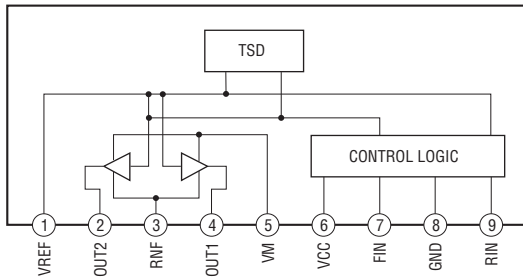 TSD
CONTROL LOGIC
1 2 3 4 5 6 7 8 9
VREF OUT2 RNF OUT1 VM VCC FIN GND RIN